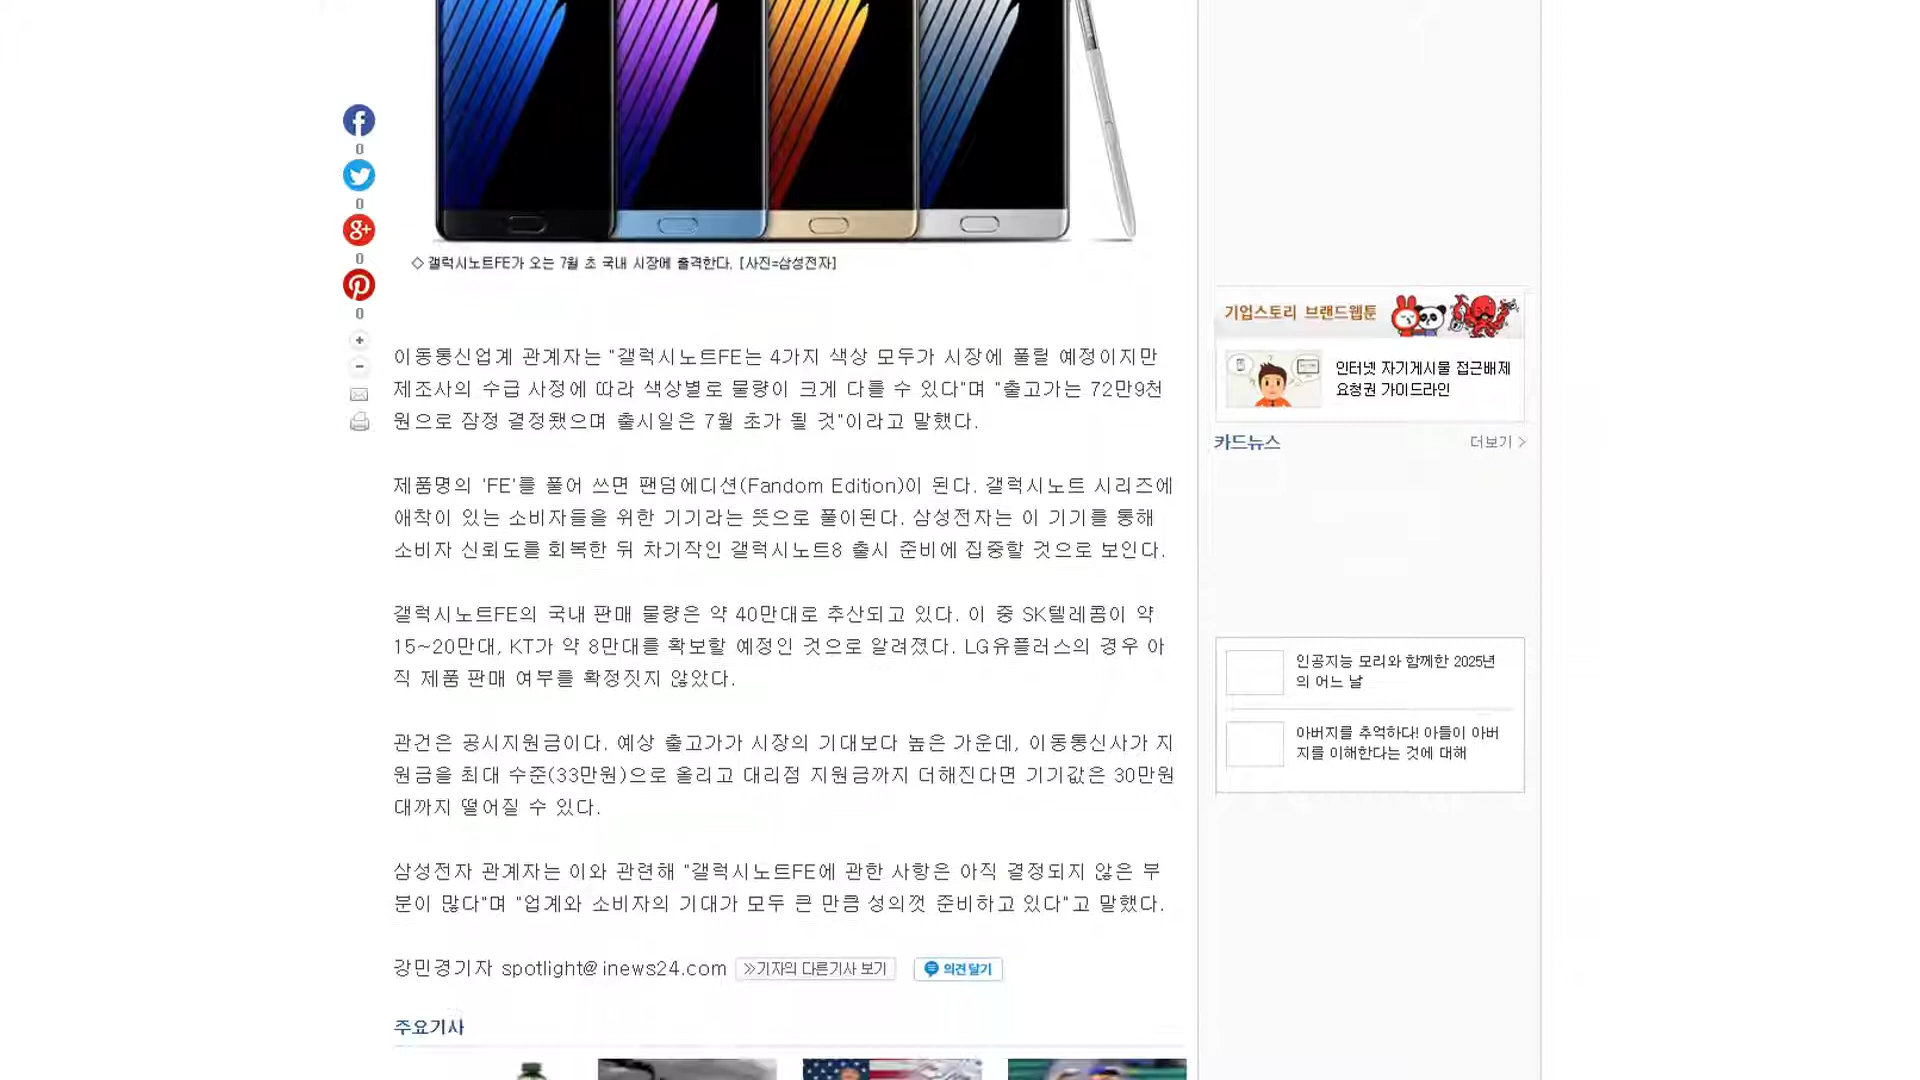 0
0
g+
0
0
◇ 갤럭시노트FE가 오는 7월 초 국내 시장에 출격한다. [사진=삼성전자]
이동통신업계 관계자는 "갤럭시노트FE는 4가지 색상 모두가 시장에 풀릴 예정이지만
제조사의 수급 사정에 따라 색상별로 물량이 크게 다를 수 있다"며 "출고가는 72만9천
원으로 잠정 결정됐으며 출시일은 7월 초가 될 것"이라고 말했다.
제품명의 'FE'를 풀어 쓰면 팬덤에디션(Fandom Edition)이 된다. 갤럭시노트 시리즈에
애착이 있는 소비자들을 위한 기기라는 뜻으로 풀이된다. 삼성전자는 이 기기를 통해
소비자 신뢰도를 회복한 뒤 차기작인 갤럭시노트8 출시 준비에 집중할 것으로 보인다.
갤럭시노트FE의 국내 판매 물량은 약 40만대로 추산되고 있다. 이 중 SK텔레콤이 약
15~20만대, KT가 약 8만대를 확보할 예정인 것으로 알려졌다. LG유플러스의 경우 아
직 제품 판매 여부를 확정짓지 않았다.
관건은 공시지원금이다. 예상 출고가가 시장의 기대보다 높은 가운데, 이동통신사가 지
원금을 최대 수준(33만원)으로 올리고 대리점 지원금까지 더해진다면 기기값은 30만원
대까지 떨어질 수 있다.
삼성전자 관계자는 이와 관련해 "갤럭시노트FE에 관한 사항은 아직 결정되지 않은 부
분이 많다"며 "업계와 소비자의 기대가 모두 큰 만큼 성의껏 준비하고 있다"고 말했다.
강민경기자 spotlight@inews24.com
≫기자의 다른기사 보기
의견 달기
주요기사
기업스토리 브랜드웹툰
인터넷 자기게시물 접근배제
요청권 가이드라인
카드뉴스
더보기 >
인공지능 모리와 함께한 2025년
의 어느 날
아버지를 추억하다! 아들이 아버
지를 이해한다는 것에 대해